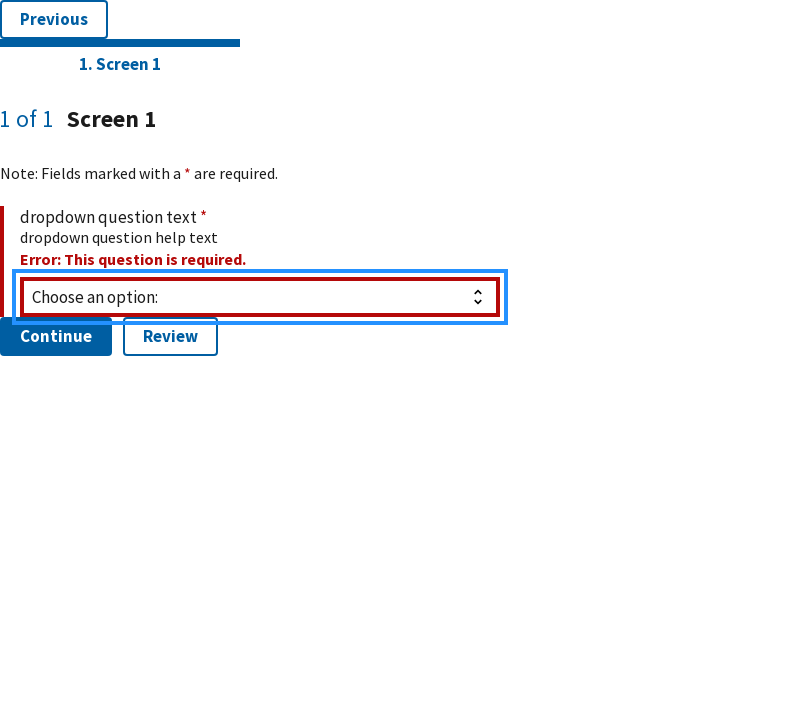 Previous
1. Screen 1
1 of 1 Screen 1
Note: Fields marked with a * are required.
dropdown question text *
dropdown question help text
Error: This question is required.
Choose an option:
Continue Review